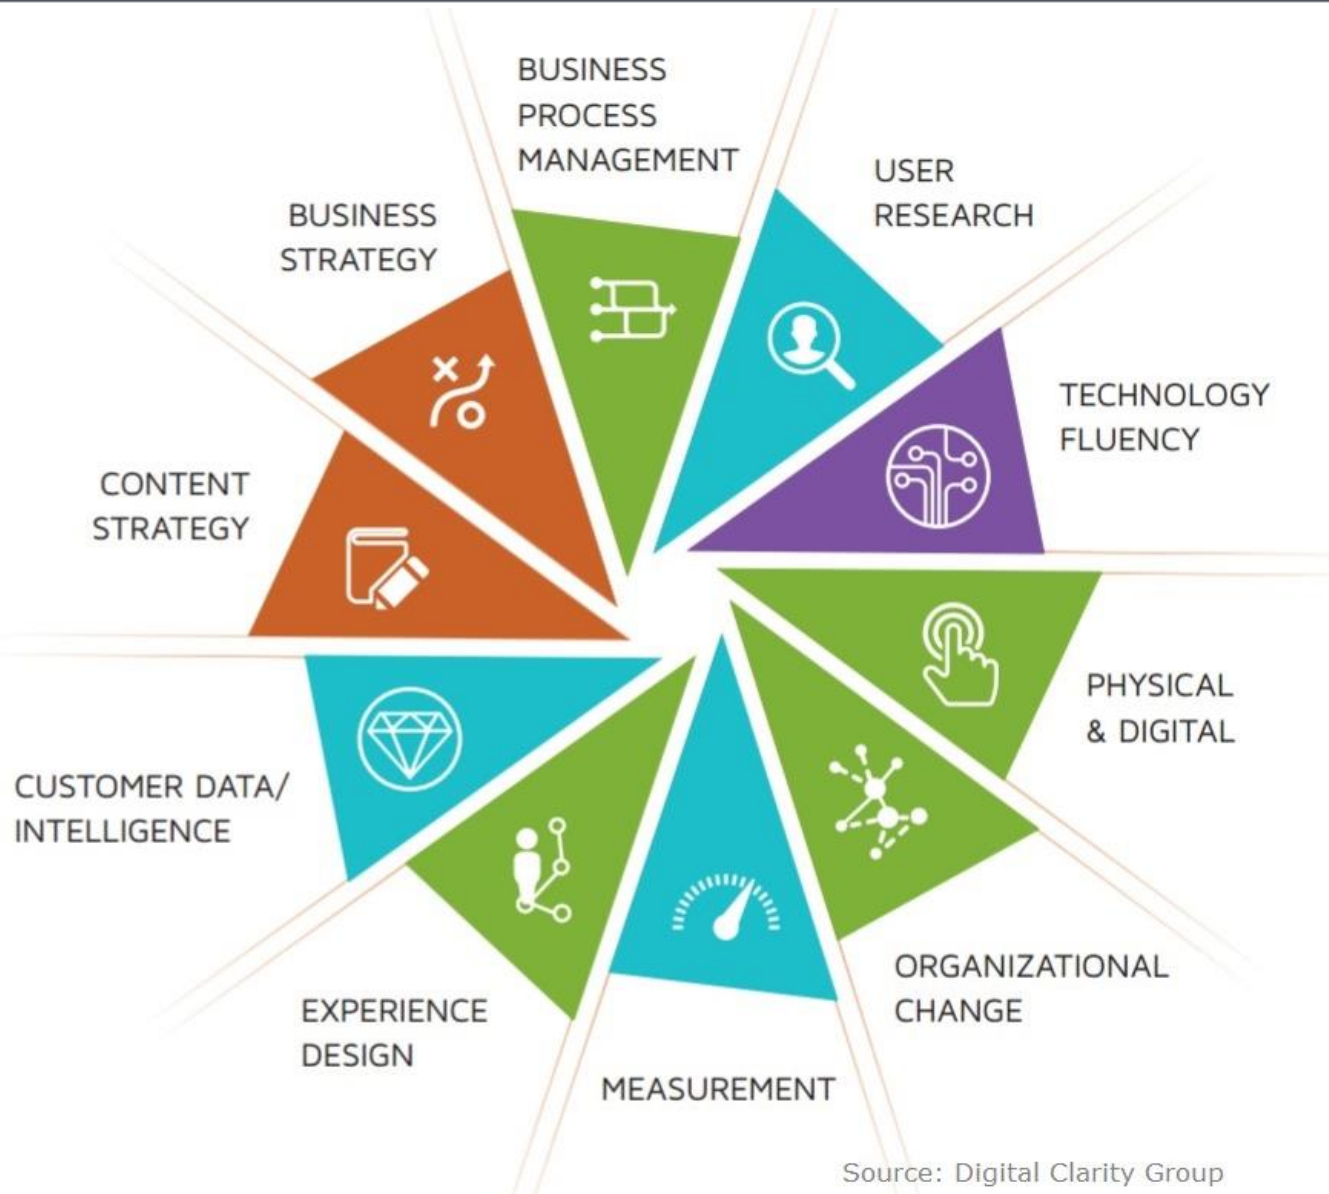 BUSINESS
PROCESS
MANAGEMENT
USER
RESEARCH
TECHNOLOGY
FLUENCY
PHYSICAL
& DIGITAL
ORGANIZATIONAL
CHANGE
MEASUREMENT
EXPERIENCE
DESIGN
CUSTOMER DATA/
INTELLIGENCE
CONTENT
STRATEGY
BUSINESS
STRATEGY
Source: Digital Clarity Group